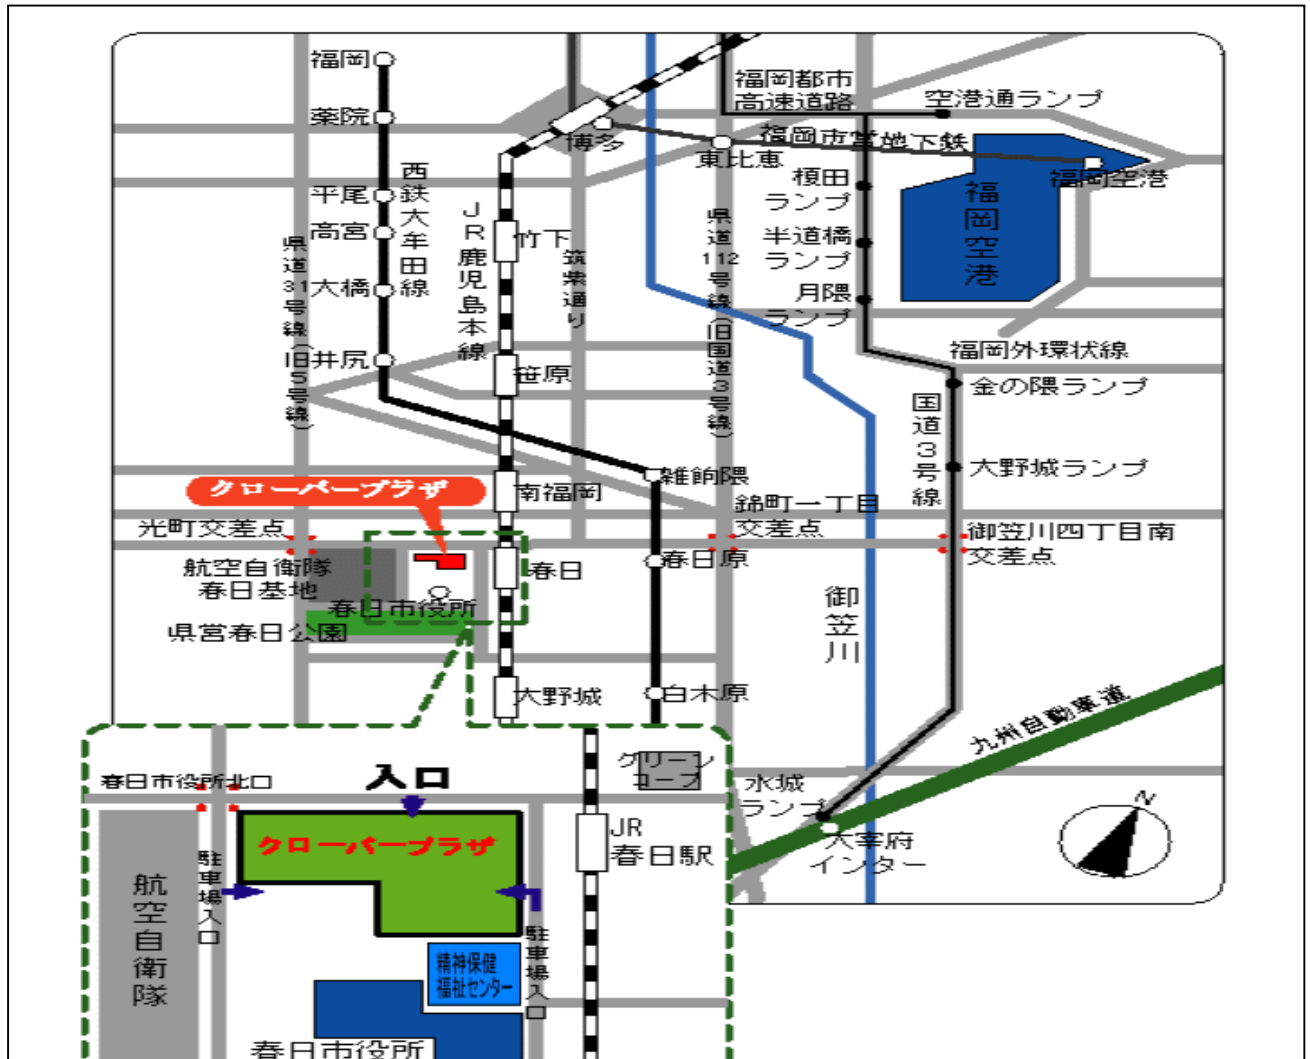 福岡
薬院
平尾
高宮
大橋
井尻
西鉄大牟田線
県道31号線(旧5号線)
JR鹿児島本線
博多
竹下
筑紫通り
笹原
南福岡
春日
大野城
東比恵
福岡市営地下鉄
福岡都市
高速道路
空港通ランプ
福岡空港
福岡空港
榎田
ランプ
半道橋
ランプ
月隈
ランプ
県道112号線(旧国道3号線)
福岡外環状線
金の隈ランプ
国道3号線
大野城ランプ
雑餉隈
春日原
白木原
錦町一丁目
交差点
御笠川四丁目南
交差点
御笠川
クローバープラザ
光町交差点
航空自衛隊
春日基地
春日市役所
県営春日公園
九州自動車道
水城
ランプ
太宰府
インター
N
春日市役所北口
入口
グリーン
コープ
クローバープラザ
JR
春日駅
駐車場入口
航空自衛隊
駐車場入口
精神保健
福祉センター
春日市役所